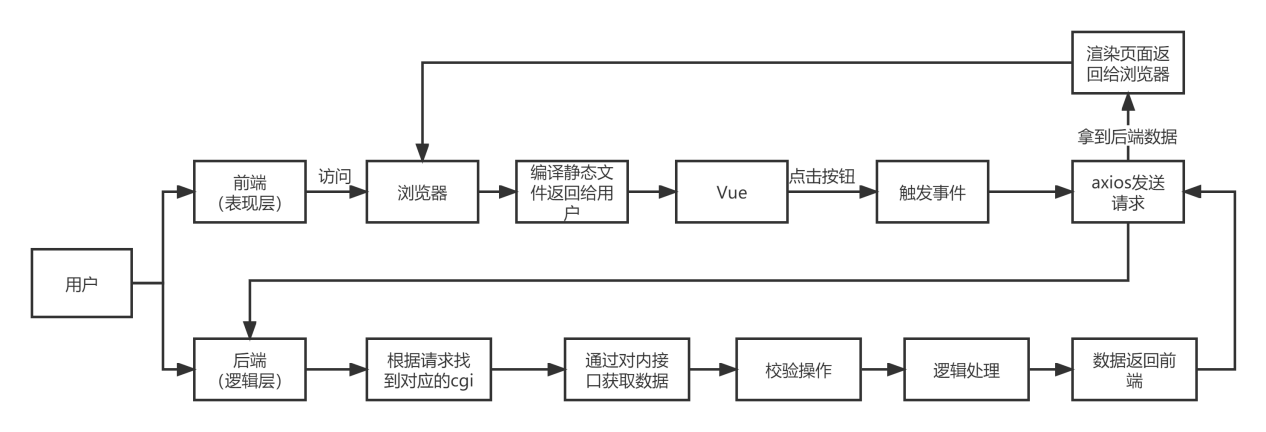 渲染页面返
回给浏览器
拿到后端数据
前端
(表现层)
访问
浏览器
编译静态文
件返回给用
户
Vue
点击按钮
触发事件
axios发送
请求
用户
后端
(逻辑层)
根据请求找
到对应的cgi
通过对内接
口获取数据
校验操作
逻辑处理
数据返回前
端